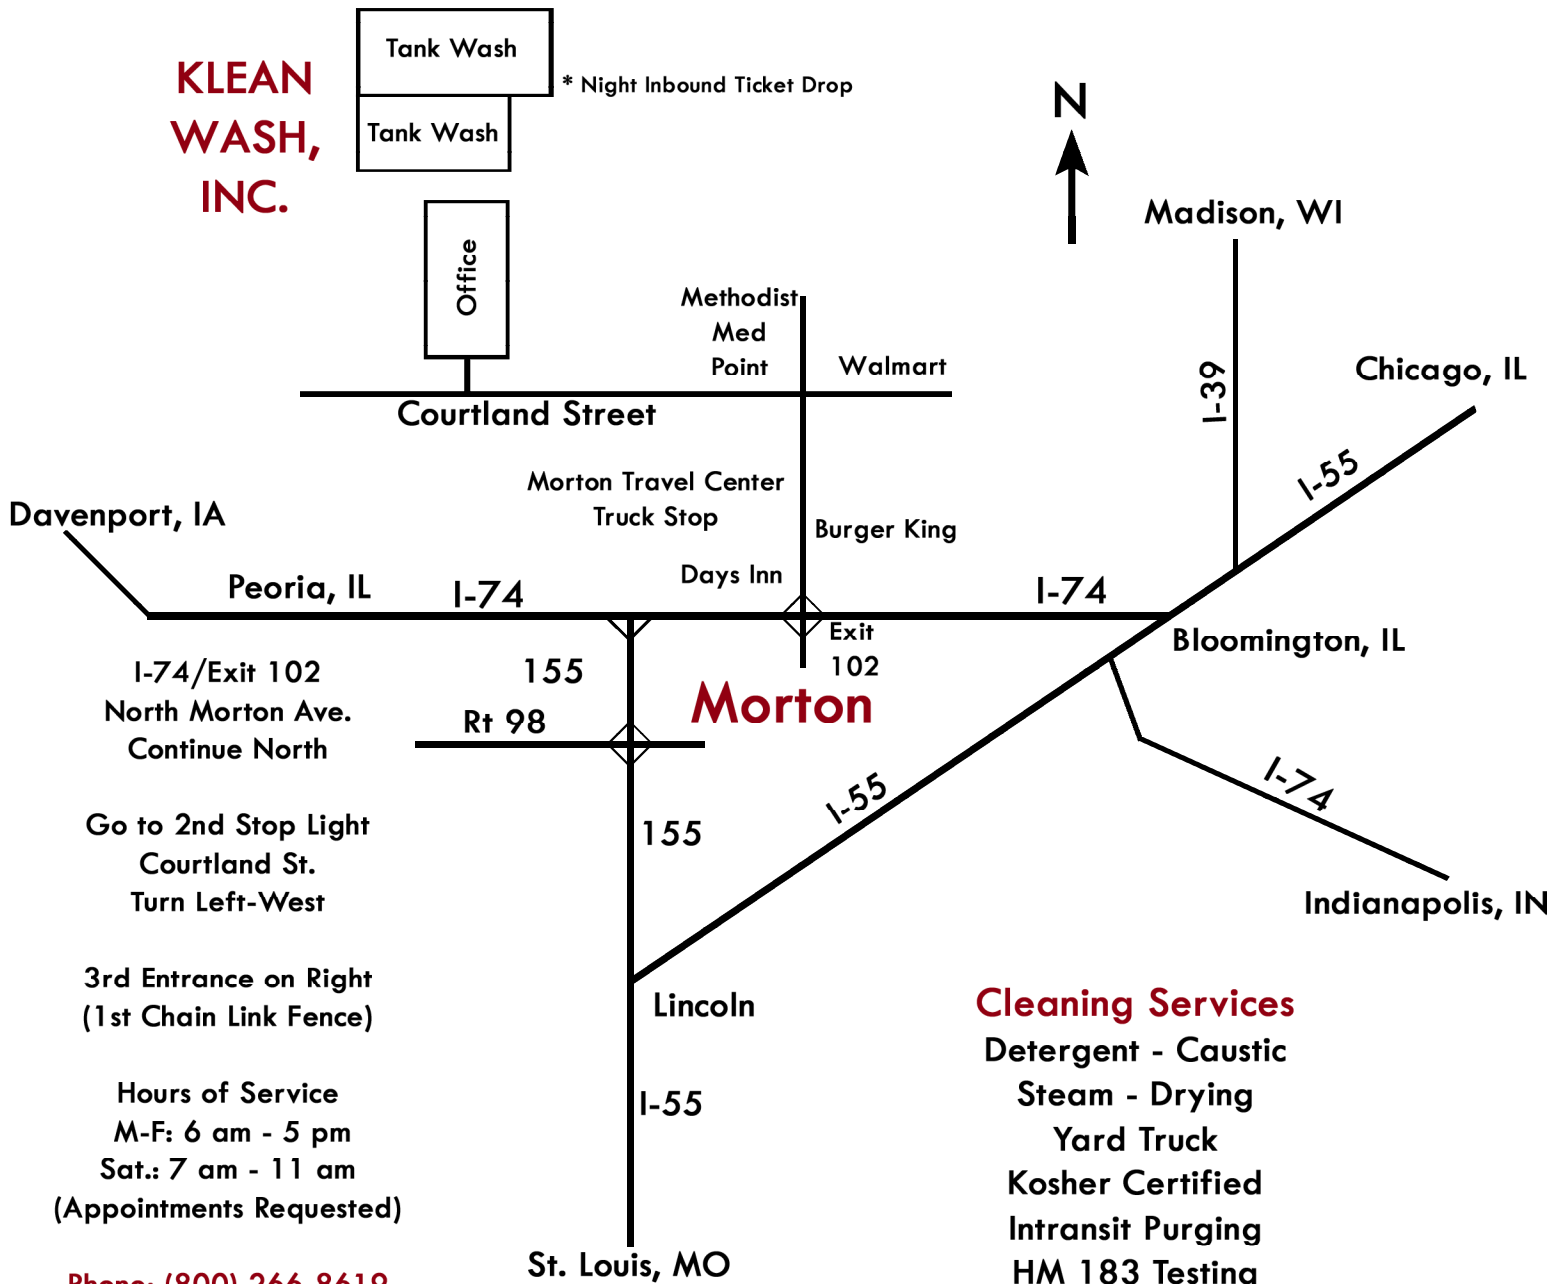 Tank Wash
* Night Inbound Ticket Drop
Tank Wash
KLEAN
WASH,
INC.
Office
N
Madison, WI
I-39
Chicago, IL
I-55
Methodist
Med
Point
Walmart
Courtland Street
Morton Travel Center
Truck Stop
Burger King
Days Inn
Davenport, IA
Peoria, IL
I-74
I-74
Exit
102
Bloomington, IL
155
Morton
Rt 98
I-55
I-74
155
Indianapolis, IN
Lincoln
I-55
St. Louis, MO
I-74/Exit 102
North Morton Ave.
Continue North
Go to 2nd Stop Light
Courtland St.
Turn Left-West
3rd Entrance on Right
(1st Chain Link Fence)
Hours of Service
M-F: 6 am - 5 pm
Sat.: 7 am - 11 am
(Appointments Requested)
Phone: (800) 266-8619
Cleaning Services
Detergent - Caustic
Steam - Drying
Yard Truck
Kosher Certified
Intransit Purging
HM 183 Testing